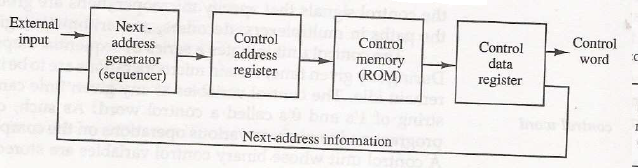 External
input
Next -
address
generator
(sequencer)
Control
address
register
Control
memory
(ROM)
Control
data
register
Control
word
Next-address information